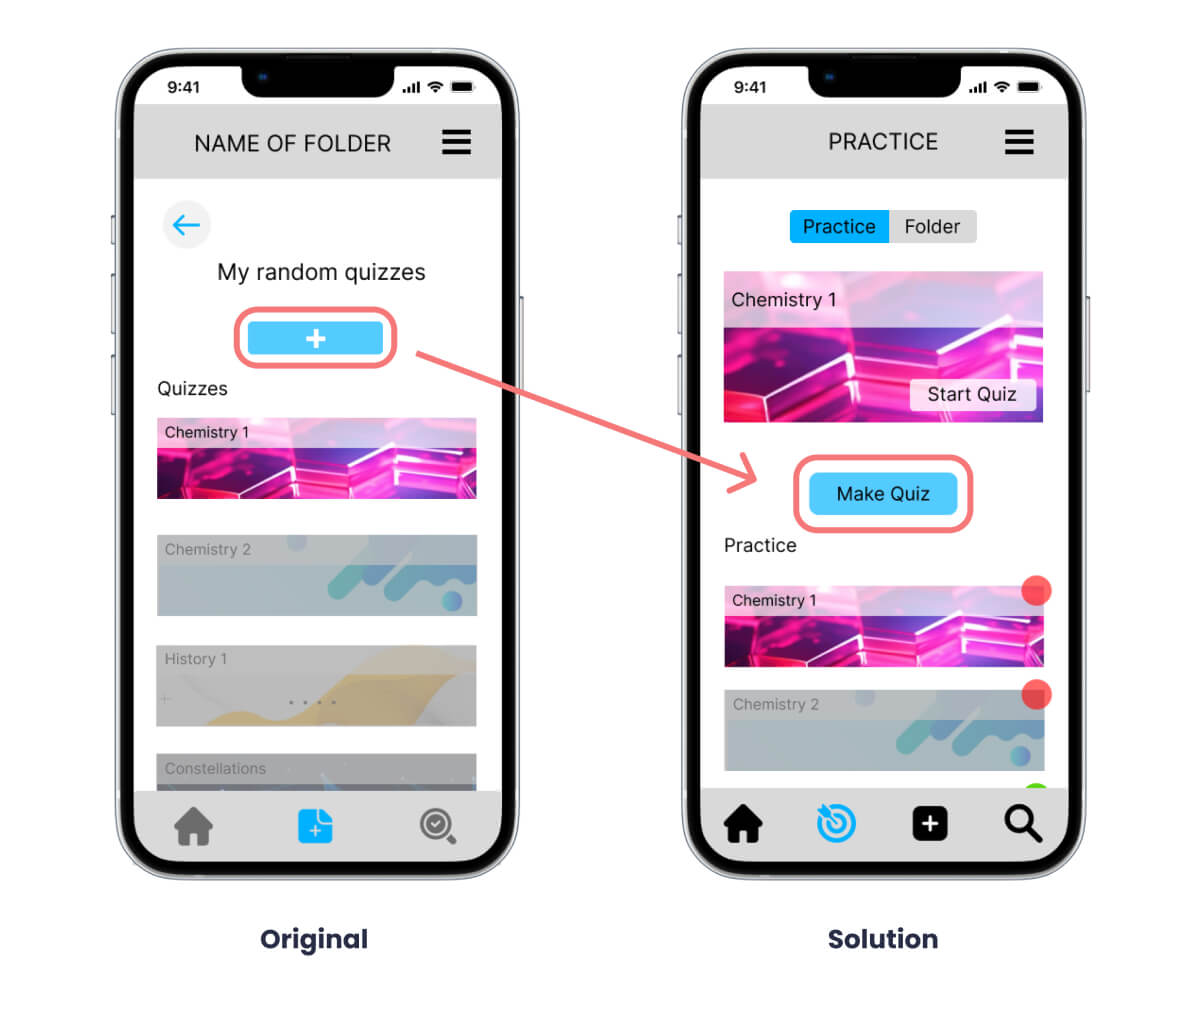 9:41
NAME OF FOLDER
My random quizzes
Quizzes
Chemistry 1
Chemistry 2
History 1
Constellations
Original
9:41
PRACTICE
Practice
Folder
Chemistry 1
Start Quiz
Make Quiz
Practice
Chemistry 1
Chemistry 2
Solution